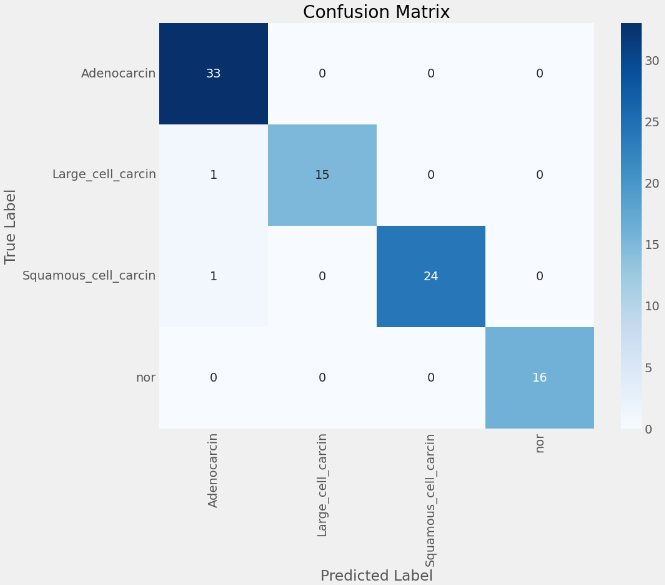 Confusion Matrix
True Label
Adenocarcin 33 0 0 0
Large_cell_carcin 1 15 0 0
Squamous_cell_carcin 1 0 24 0
nor 0 0 0 16
Adenocarcin
Large_cell_carcin
Squamous_cell_carcin
nor
Predicted Label
30
25
20
15
10
5
0